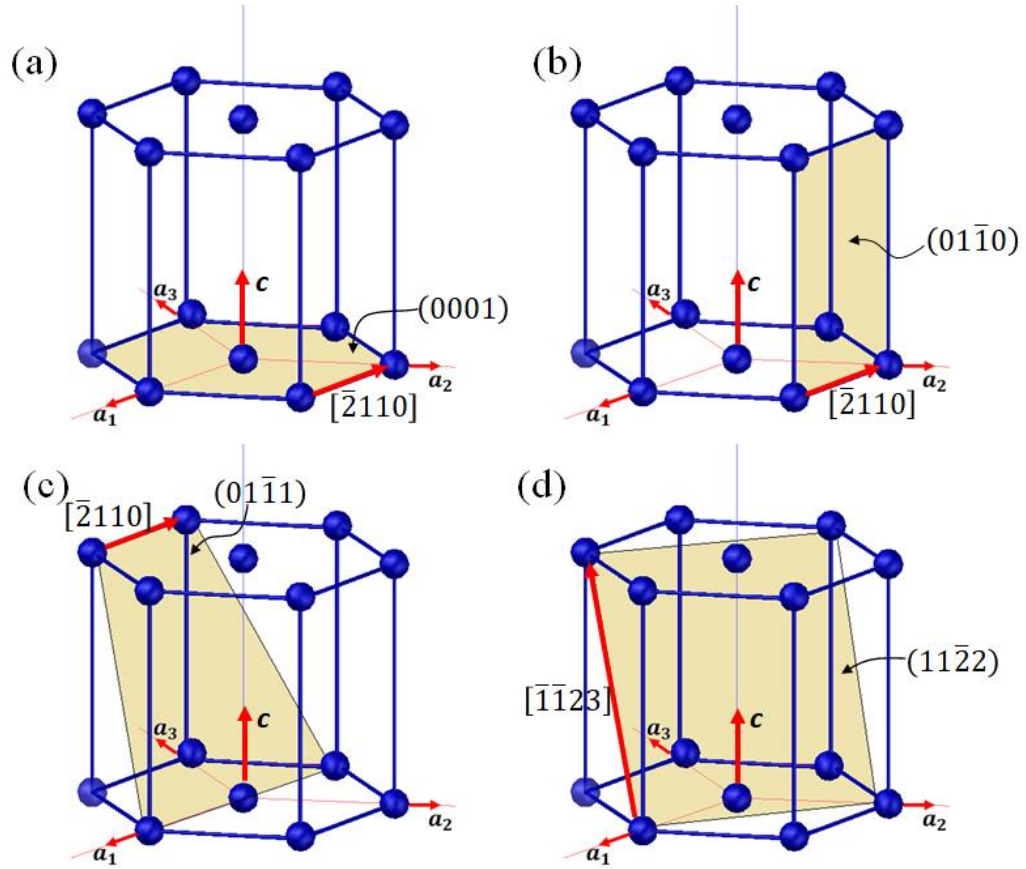 (a)
c
a₃
(0001)
a₂
a₁
[2̄110]
(b)
(011̄0)
c
a₃
a₂
a₁
[2̄110]
(c)
[2̄110]
(011̄1)
c
a₃
a₂
a₁
(d)
(112̄2)
[1̄1̄23]
c
a₃
a₂
a₁